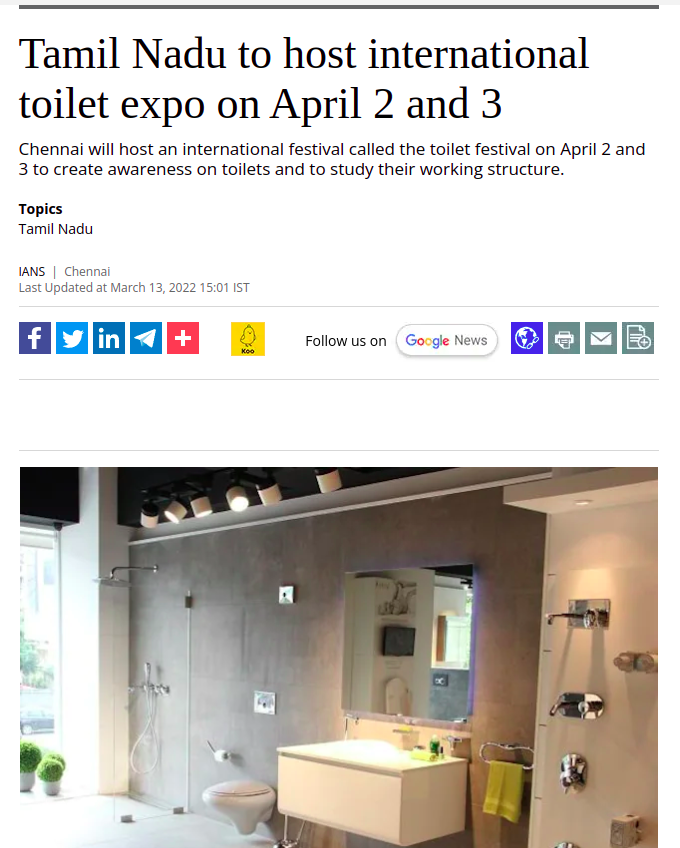 Tamil Nadu to host international
toilet expo on April 2 and 3
Chennai will host an international festival called the toilet festival on April 2 and
3 to create awareness on toilets and to study their working structure.
Topics
Tamil Nadu
IANS | Chennai
Last Updated at March 13, 2022 15:01 IST
f in + Koo Follow us on Google News